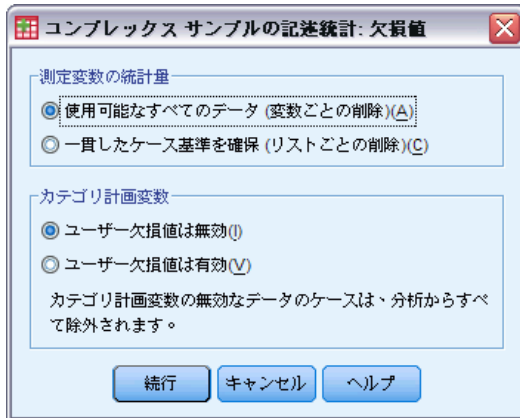 コンプレックス サンプルの記述統計: 欠損値
測定変数の統計量
使用可能なすべてのデータ (変数ごとの削除)(A)
一貫したケース基準を確保 (リストごとの削除)(C)
カテゴリ計画変数
ユーザー欠損値は無効(I)
ユーザー欠損値は有効(V)
カテゴリ計画変数の無効なデータのケースは、分析からすべ
て除外されます。
続行 キャンセル ヘルプ